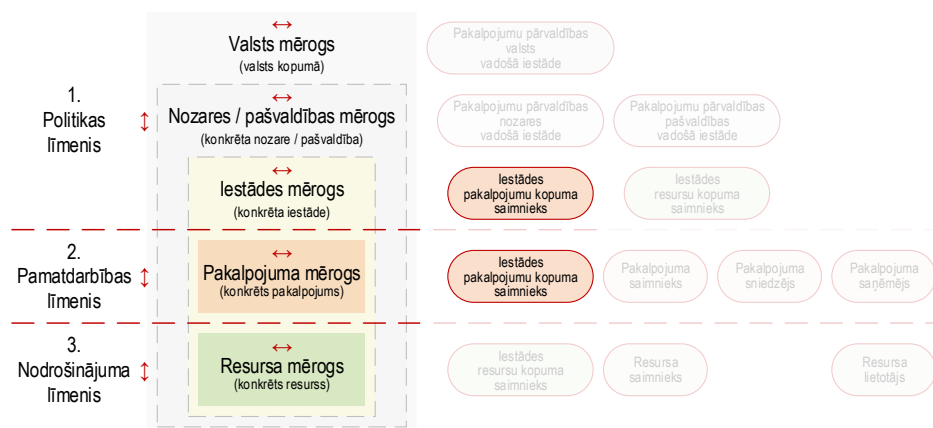 Valsts mērogs
(valsts kopumā)
Pakalpojumu pārvaldības
valsts
vadošā iestāde
1.
Politikas
līmenis
Nozares / pašvaldības mērogs
(konkrēta nozare / pašvaldība)
Pakalpojumu pārvaldības
nozares
vadošā iestāde
Pakalpojumu pārvaldības
pašvaldības
vadošā iestāde
Iestādes mērogs
(konkrēta iestāde)
Iestādes
pakalpojumu kopuma
saimnieks
Iestādes
resursu kopuma
saimnieks
2.
Pamatdarbības
līmenis
Pakalpojuma mērogs
(konkrēts pakalpojums)
Iestādes
pakalpojumu kopuma
saimnieks
Pakalpojuma
saimnieks
Pakalpojuma
sniedzējs
Pakalpojuma
saņēmējs
3.
Nodrošinājuma
līmenis
Resursa mērogs
(konkrēts resurss)
Iestādes
resursu kopuma
saimnieks
Resursa
saimnieks
Resursa
lietotājs